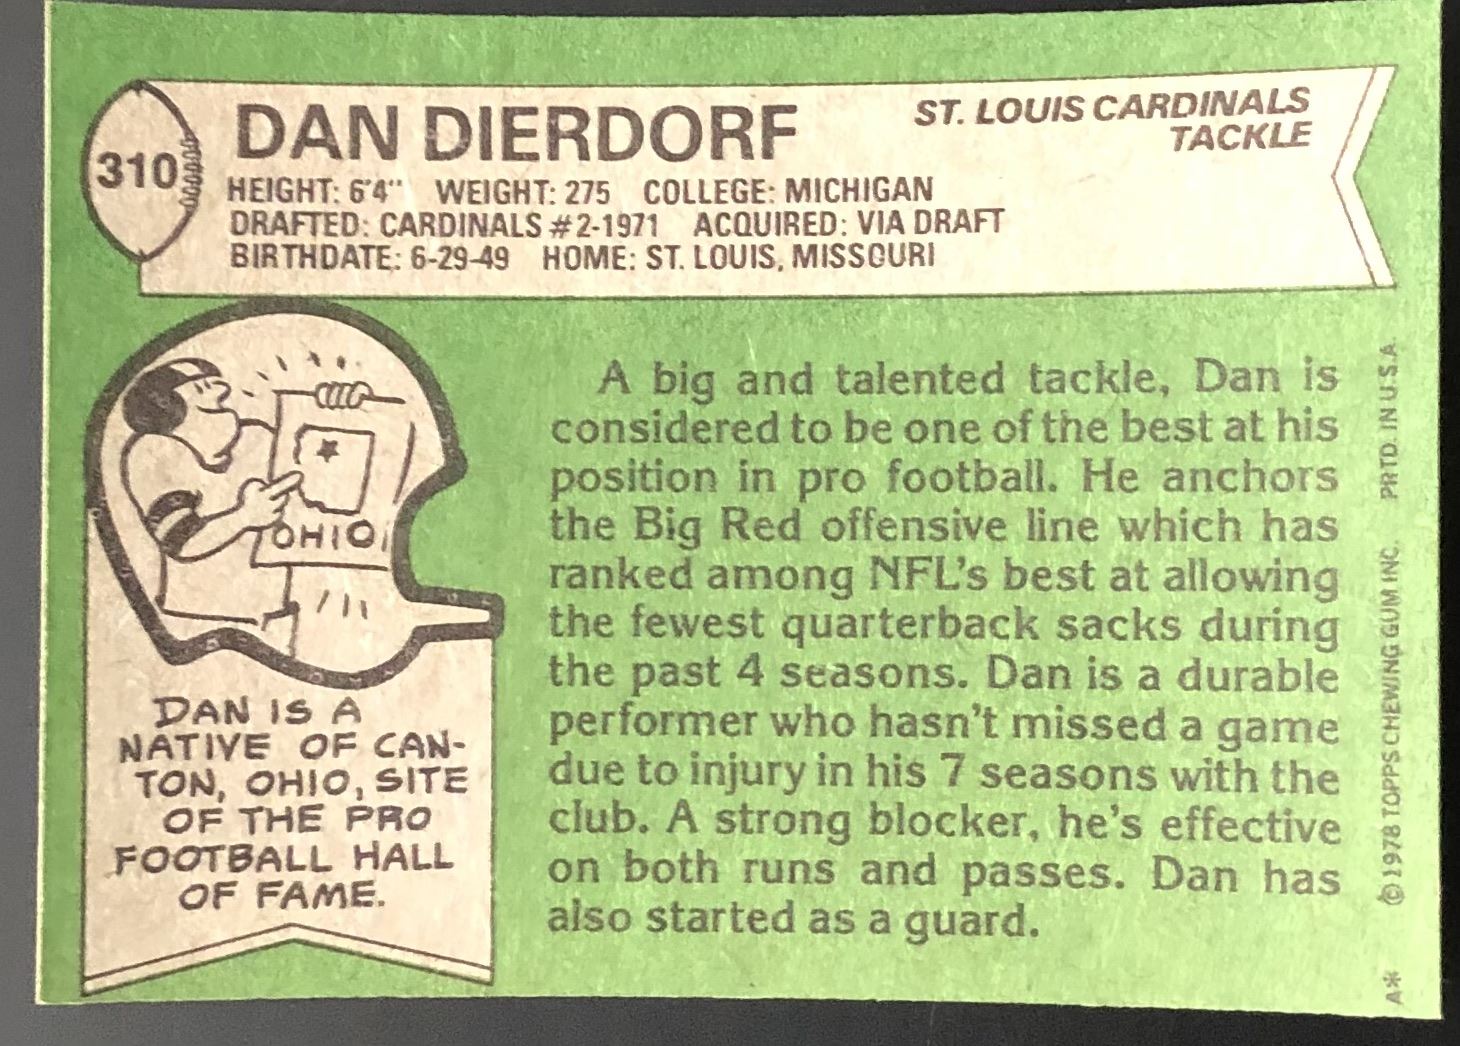 310
DAN DIERDORF
ST. LOUIS CARDINALS
TACKLE
HEIGHT: 6'4" WEIGHT: 275 COLLEGE: MICHIGAN
DRAFTED: CARDINALS #2-1971 ACQUIRED: VIA DRAFT
BIRTHDATE: 6-29-49 HOME: ST. LOUIS, MISSOURI
OHIO
DAN IS A
NATIVE OF CAN-
TON, OHIO, SITE
OF THE PRO
FOOTBALL HALL
OF FAME.
A big and talented tackle, Dan is
considered to be one of the best at his
position in pro football. He anchors
the Big Red offensive line which has
ranked among NFL's best at allowing
the fewest quarterback sacks during
the past 4 seasons. Dan is a durable
performer who hasn't missed a game
due to injury in his 7 seasons with the
club. A strong blocker, he's effective
on both runs and passes. Dan has
also started as a guard.
A* ©1978 TOPPS CHEWING GUM INC. PRTD. IN U.S.A.